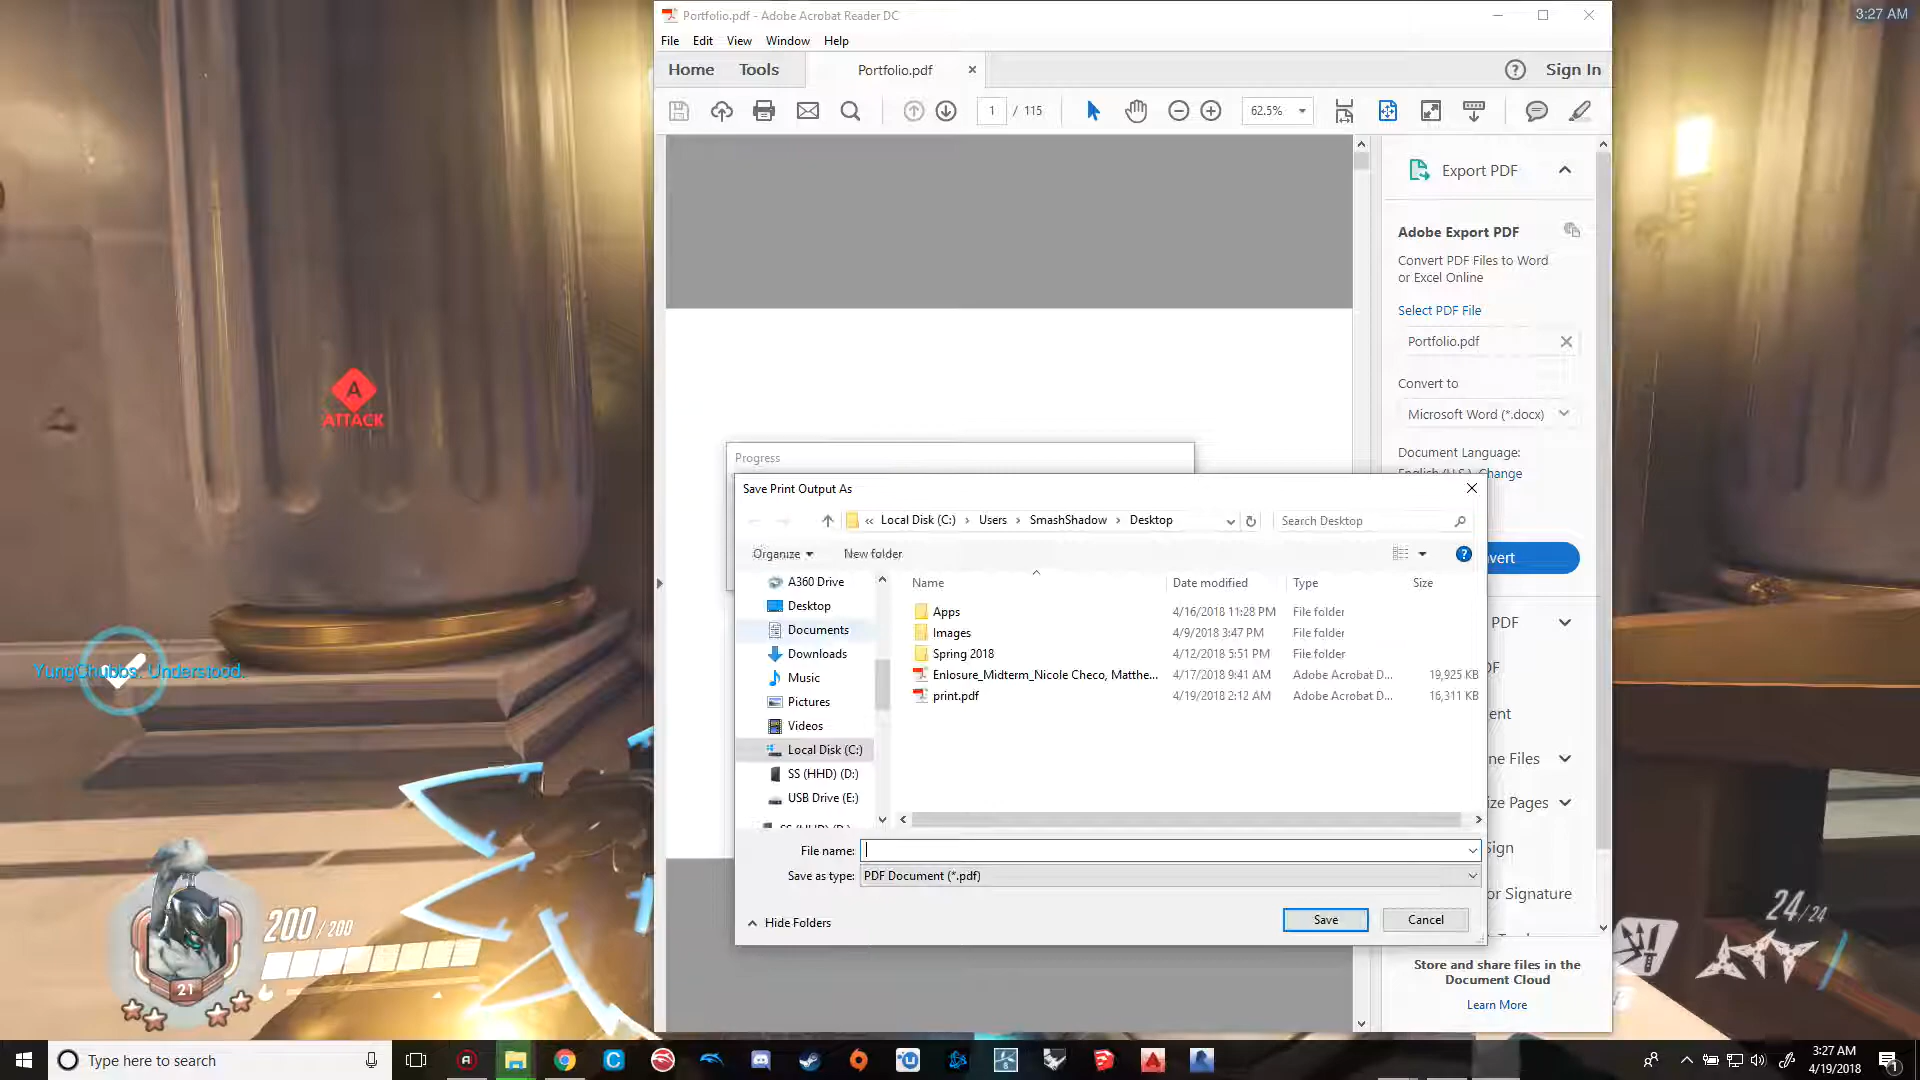 Portfolio.pdf - Adobe Acrobat Reader DC
3:27 AM
File Edit View Window Help
Home Tools Portfolio.pdf Sign In
1 / 115 62.5%
Export PDF
Adobe Export PDF
Convert PDF Files to Word
or Excel Online
Select PDF File
Portfolio.pdf
Convert to
Microsoft Word (*.docx)
Document Language:
English (U.S.) Change
A
ATTACK
Progress
Save Print Output As
« Local Disk (C:) › Users › SmashShadow › Desktop
Search Desktop
Organize New folder
vert
Name Date modified Type Size
A360 Drive
Desktop
Documents
Downloads
Music
Pictures
Videos
Local Disk (C:)
SS (HHD) (D:)
USB Drive (E:)
SS (HHD) (D:)
Apps 4/16/2018 11:28 PM File folder
Images 4/9/2018 3:47 PM File folder
Spring 2018 4/12/2018 5:51 PM File folder
Enlosure_Midterm_Nicole Checo, Matthe... 4/17/2018 9:41 AM Adobe Acrobat D... 19,925 KB
print.pdf 4/19/2018 2:12 AM Adobe Acrobat D... 16,311 KB
PDF
DF
ent
ne Files
ize Pages
Sign
or Signature
YungChubbs: Understood.
File name:
Save as type: PDF Document (*.pdf)
Hide Folders
Save Cancel
Store and share files in the
Document Cloud
Learn More
200/200
21
24/24
Type here to search
3:27 AM
4/19/2018
1